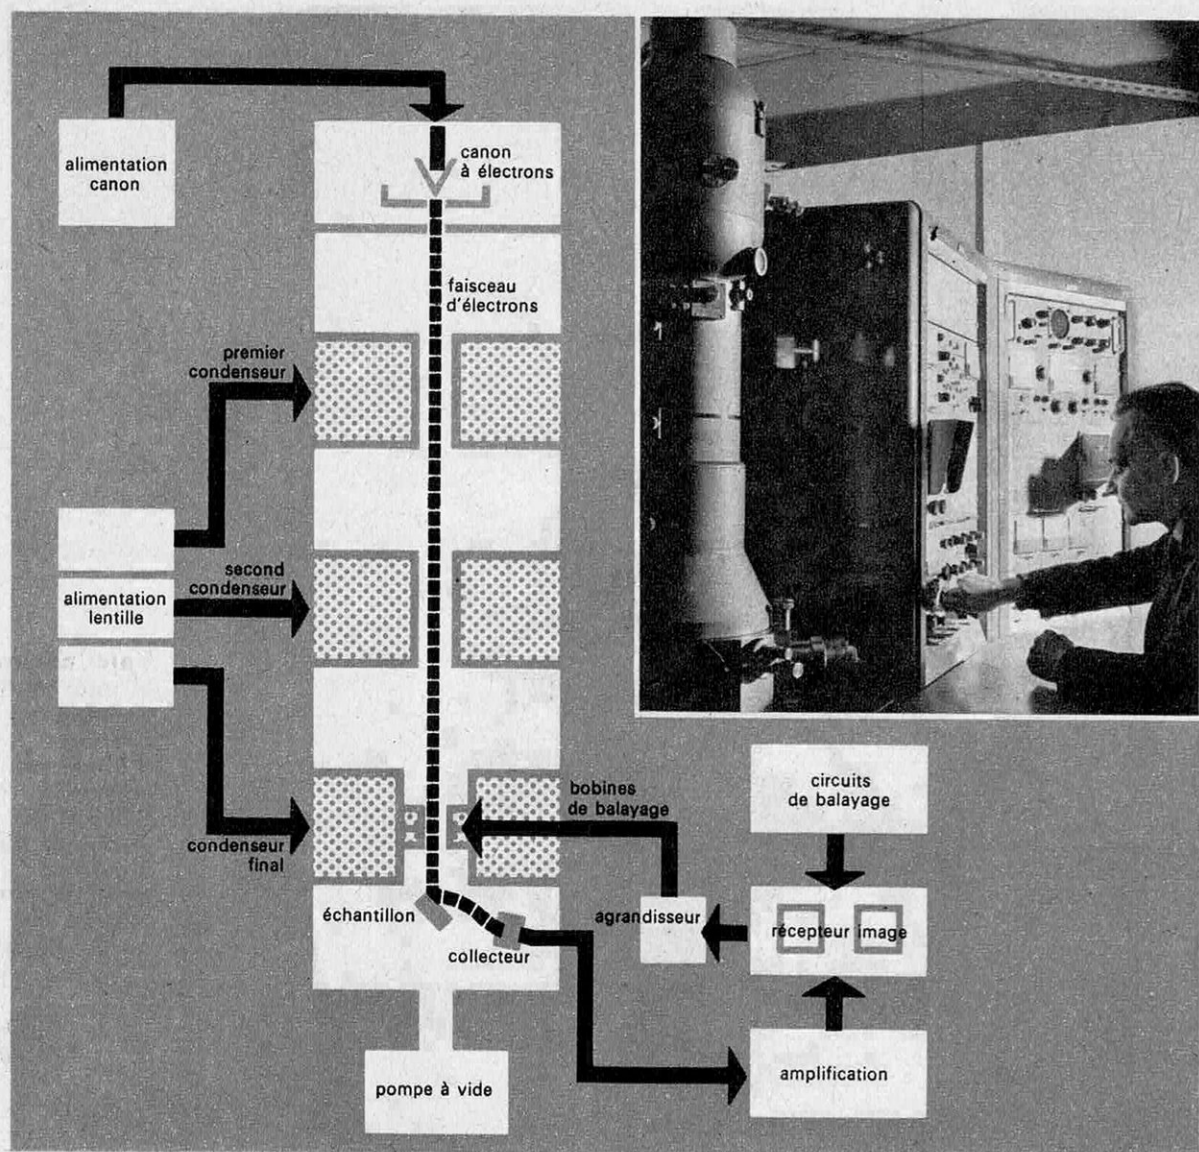 alimentation
canon
canon
à électrons
faisceau
d'électrons
premier
condenseur
second
condenseur
alimentation
lentille
condenseur
final
bobines
de balayage
circuits
de balayage
échantillon
collecteur
agrandisseur
récepteur image
amplification
pompe à vide